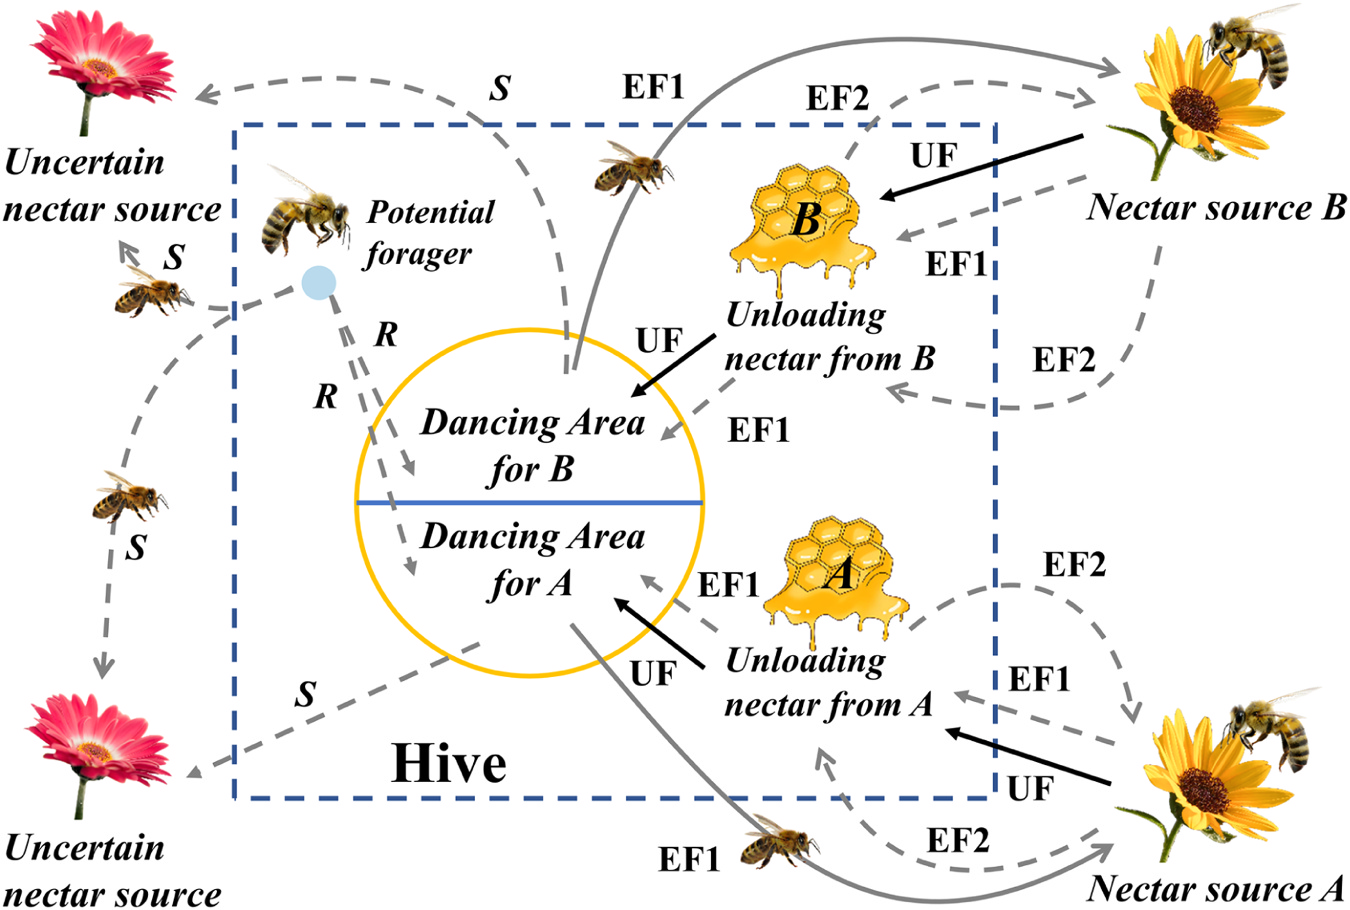 S
EF1
EF2
Uncertain
nectar source
UF
Potential
forager
B
Nectar source B
S
EF1
Unloading
nectar from B
R
UF
EF2
R
Dancing Area
for B
EF1
S
Dancing Area
for A
A
EF1
EF2
S
UF
Unloading
nectar from A
EF1
Hive
UF
Uncertain
nectar source
EF1
EF2
Nectar source A